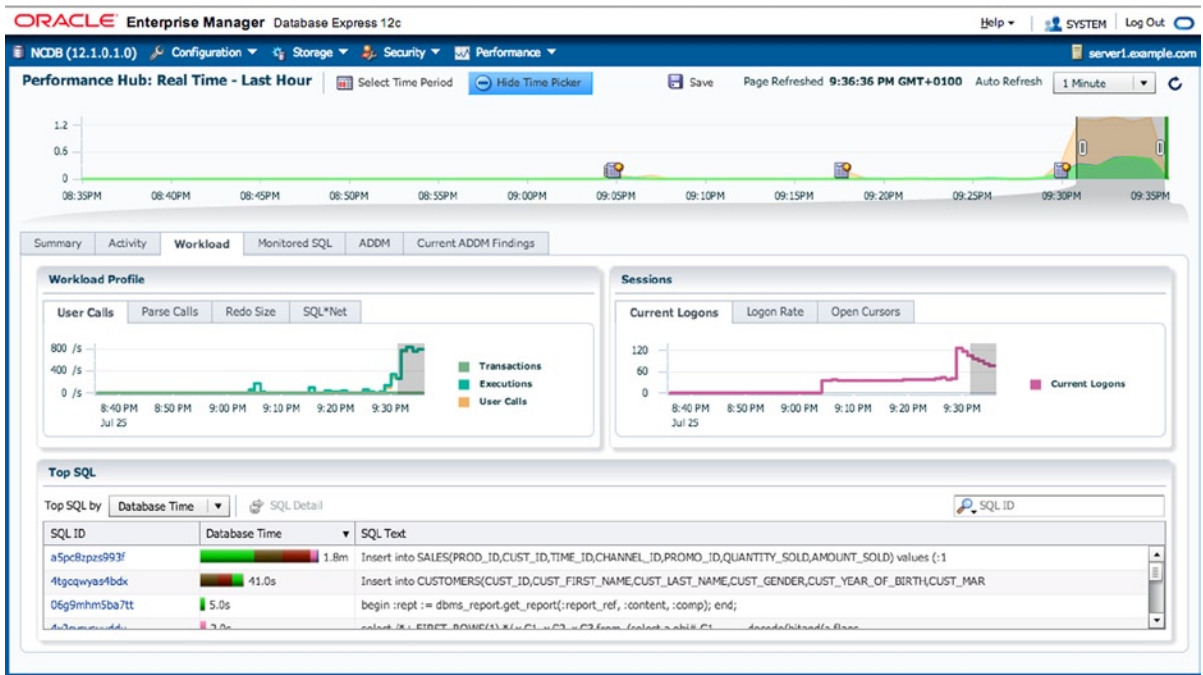 ORACLE Enterprise Manager Database Express 12c
Help SYSTEM Log Out
NCDB (12.1.0.1.0) Configuration Storage Security Performance server1.example.com
Performance Hub: Real Time - Last Hour Select Time Period Hide Time Picker Save Page Refreshed 9:36:36 PM GMT+0100 Auto Refresh 1 Minute
1.2
0.6
0
08:35PM 08:40PM 08:45PM 08:50PM 08:55PM 09:00PM 09:05PM 09:10PM 09:15PM 09:20PM 09:25PM 09:30PM 09:35PM
Summary Activity Workload Monitored SQL ADDM Current ADDM Findings
Workload Profile
User Calls Parse Calls Redo Size SQL*Net
800 /s
400 /s
0 /s
8:40 PM 8:50 PM 9:00 PM 9:10 PM 9:20 PM 9:30 PM
Jul 25
Transactions
Executions
User Calls
Sessions
Current Logons Logon Rate Open Cursors
120
60
0
8:40 PM 8:50 PM 9:00 PM 9:10 PM 9:20 PM 9:30 PM
Jul 25
Current Logons
Top SQL
Top SQL by Database Time SQL Detail SQL ID
SQL ID Database Time SQL Text
a5pc8zpzs993f 1.8m Insert into SALES(PROD_ID,CUST_ID,TIME_ID,CHANNEL_ID,PROMO_ID,QUANTITY_SOLD,AMOUNT_SOLD) values (:1
4tgcqwyas4bdx 41.0s Insert into CUSTOMERS(CUST_ID,CUST_FIRST_NAME,CUST_LAST_NAME,CUST_GENDER,CUST_YEAR_OF_BIRTH,CUST_MAR
06g9mhm5ba7tt 5.0s begin :rept := dbms_report.get_report(:report_ref, :content, :comp); end;